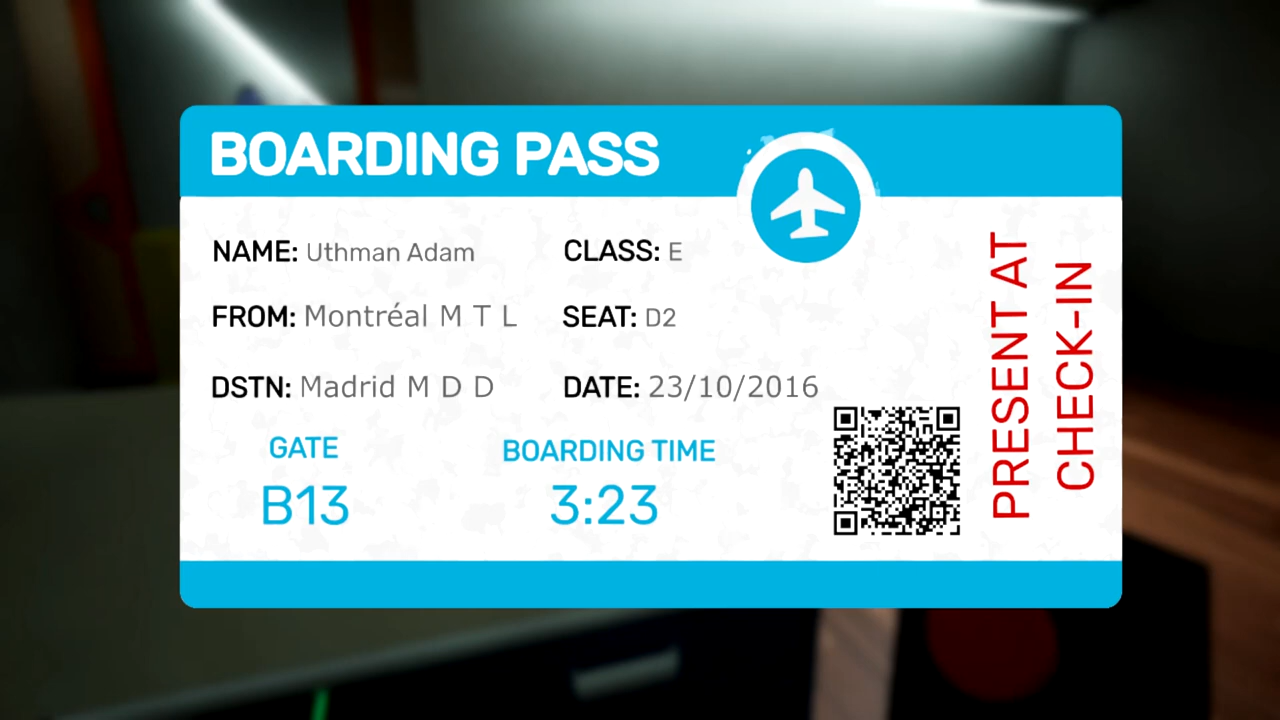 BOARDING PASS
NAME: Uthman Adam
CLASS: E
FROM: Montréal M T L
SEAT: D2
DSTN: Madrid M D D
DATE: 23/10/2016
GATE
B13
BOARDING TIME
3:23
PRESENT AT
CHECK-IN